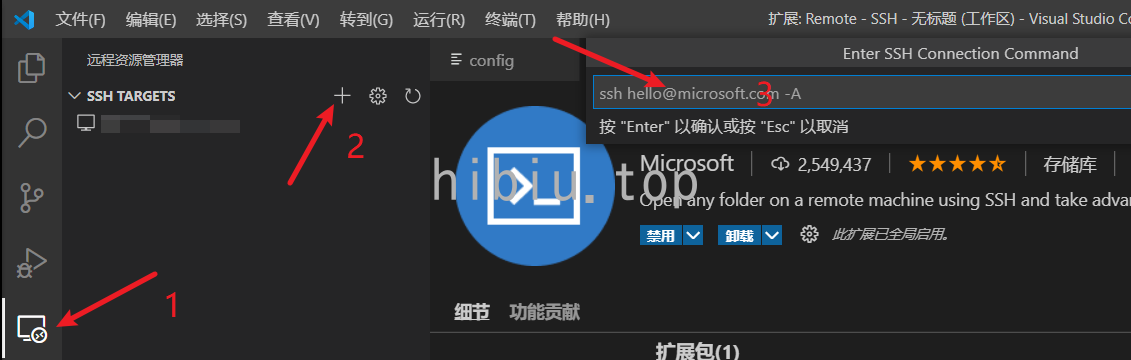 文件(F) 编辑(E) 选择(S) 查看(V) 转到(G) 运行(R) 终端(T) 帮助(H) 扩展: Remote - SSH - 无标题 (工作区) - Visual Studio Co
远程资源管理器
config
Enter SSH Connection Command
SSH TARGETS
ssh hello@microsoft.com -A
3
按 "Enter" 以确认或按 "Esc" 以取消
2
Microsoft 2,549,437 存储库
hibiu.top
Open any folder on a remote machine using SSH and take advan
禁用 卸载 此扩展已全局启用。
1
细节 功能贡献
扩展包(1)